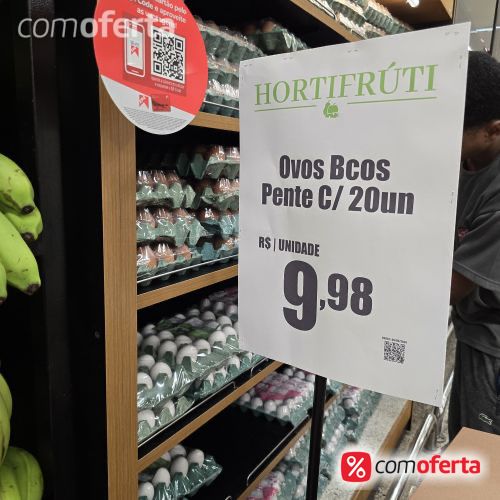 comoferta
HORTIFRÚTI
Ovos Bcos
Pente C/ 20un
R$ | UNIDADE
9,98
% comoferta